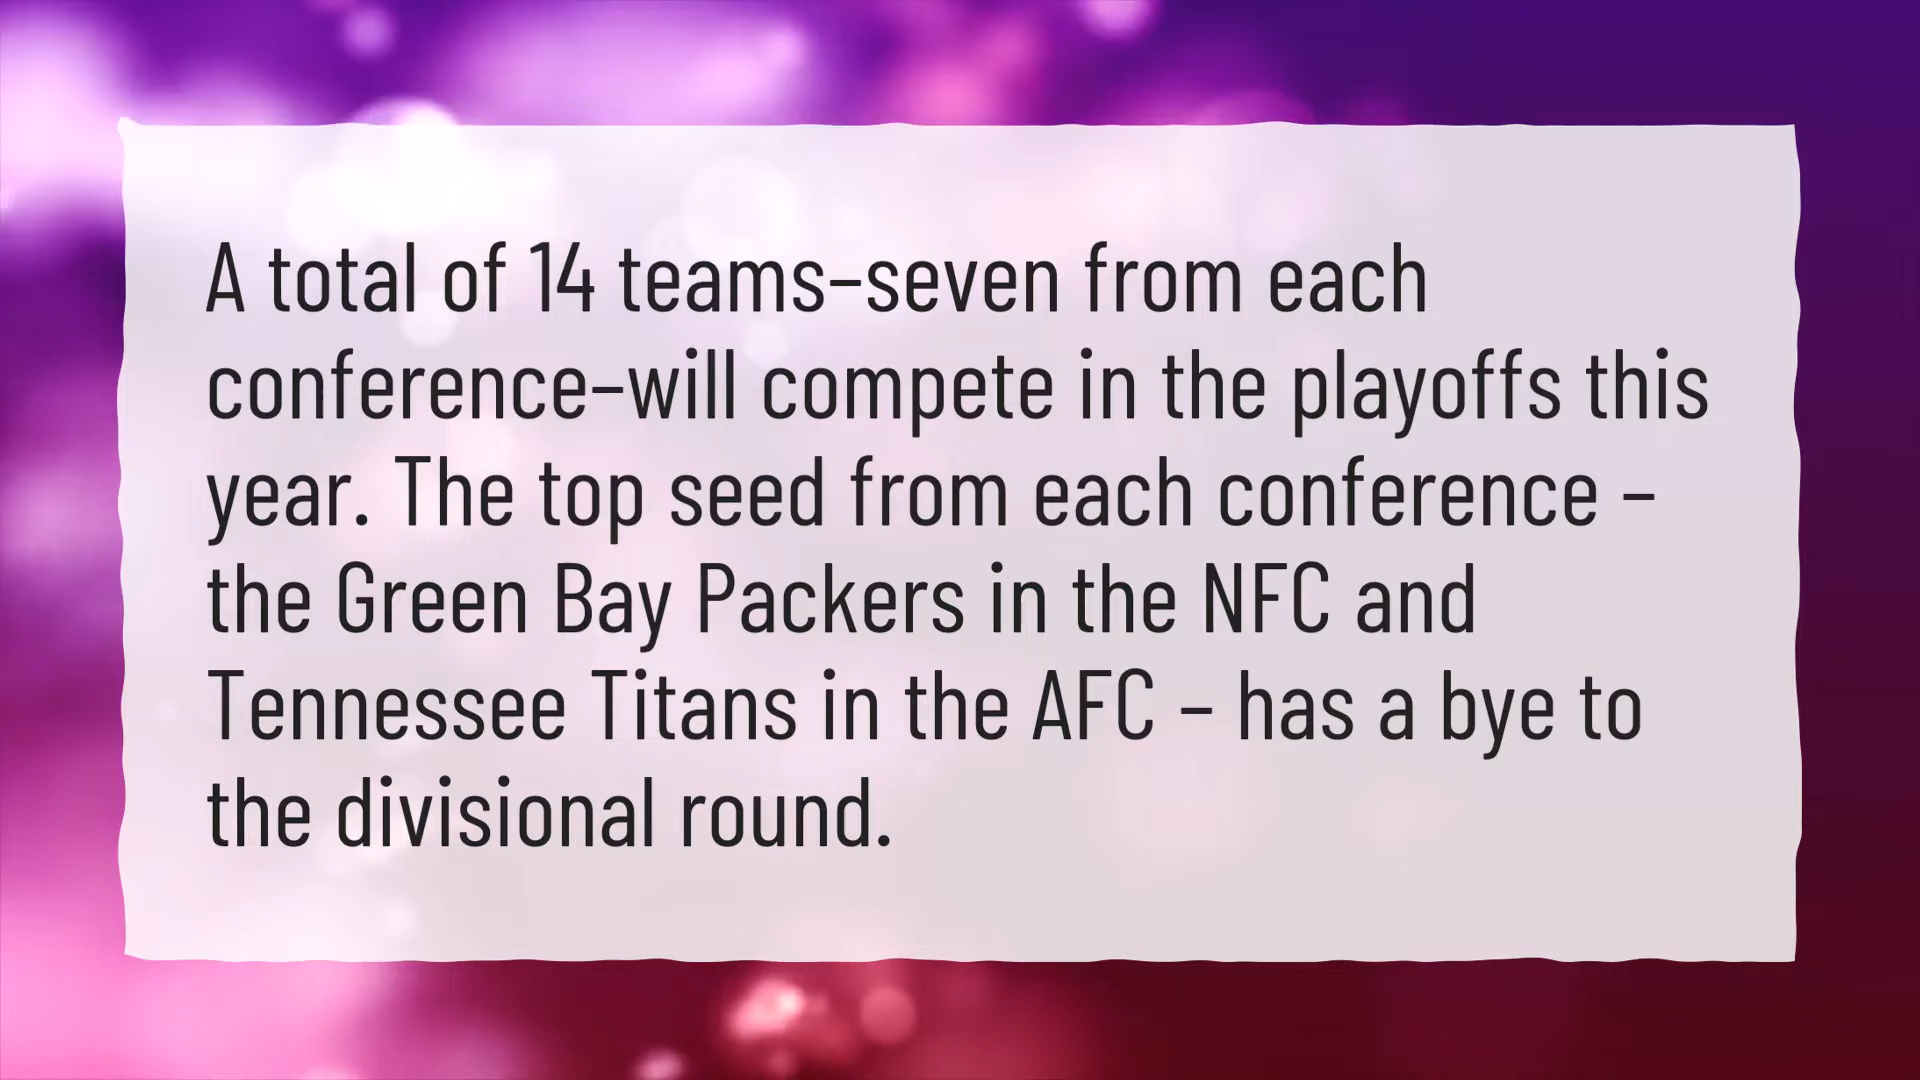 A total of 14 teams–seven from each
conference–will compete in the playoffs this
year. The top seed from each conference –
the Green Bay Packers in the NFC and
Tennessee Titans in the AFC – has a bye to
the divisional round.